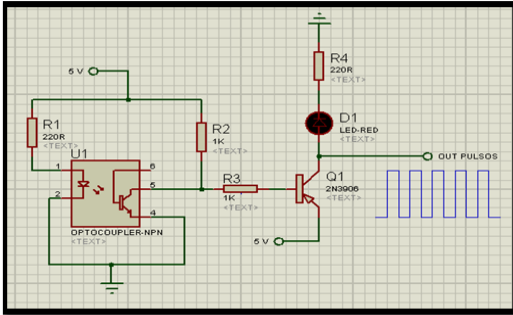 R4
220R
<TEXT>
5 V
D1
LED-RED
<TEXT>
R1
220R
<TEXT>
R2
1K
<TEXT>
OUT PULSOS
U1
1
6
R3
1K
<TEXT>
5
Q1
2N3906
<TEXT>
2
4
OPTOCOUPLER-NPN
<TEXT>
5 V